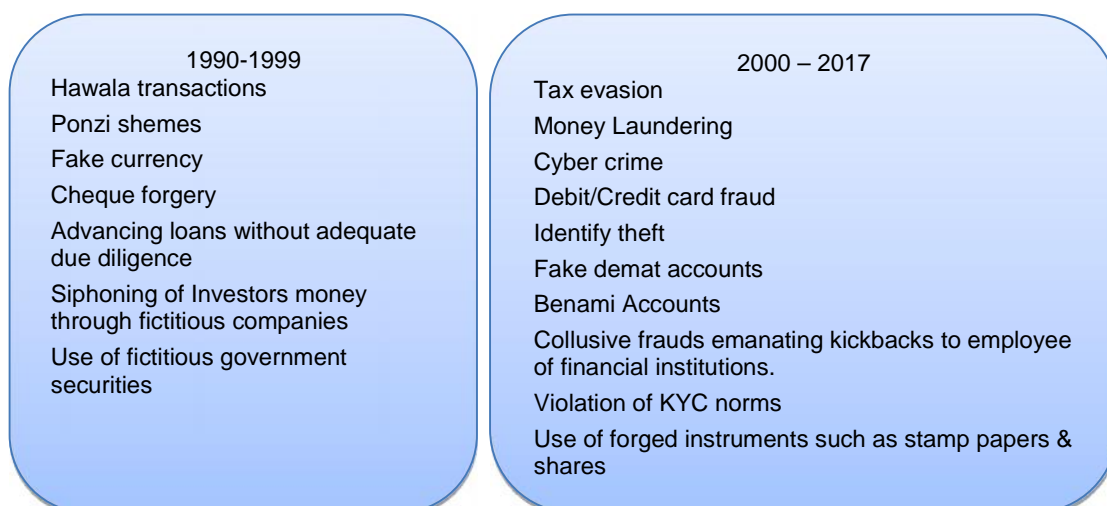 1990-1999
Hawala transactions
Ponzi shemes
Fake currency
Cheque forgery
Advancing loans without adequate
due diligence
Siphoning of Investors money
through fictitious companies
Use of fictitious government
securities
2000 – 2017
Tax evasion
Money Laundering
Cyber crime
Debit/Credit card fraud
Identify theft
Fake demat accounts
Benami Accounts
Collusive frauds emanating kickbacks to employee
of financial institutions.
Violation of KYC norms
Use of forged instruments such as stamp papers &
shares